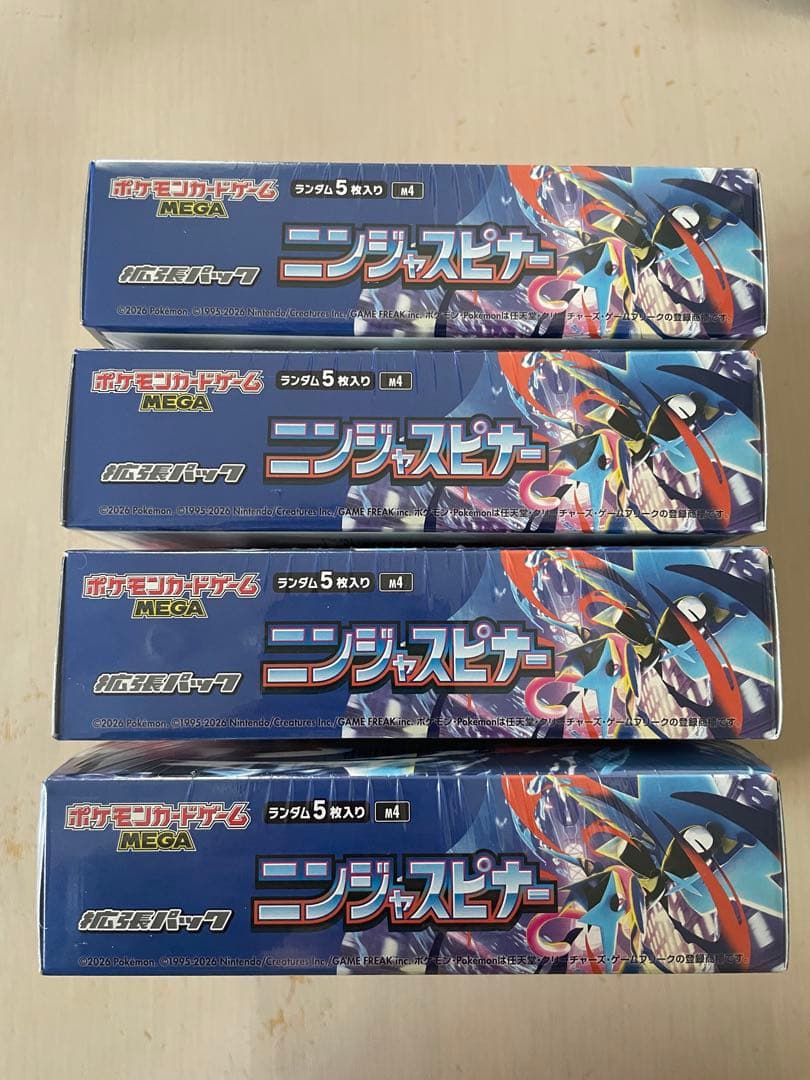 ポケモンカードゲーム
MEGA
ランダム5枚入り M4
ニンジャスピナー
拡張パック
©2026 Pokémon. ©1995-2026 Nintendo/Creatures Inc./GAME FREAK inc. ポケモン・Pokémonは任天堂・クリーチャーズ・ゲームフリークの登録商標です。
ポケモンカードゲーム
MEGA
ランダム5枚入り M4
ニンジャスピナー
拡張パック
©2026 Pokémon. ©1995-2026 Nintendo/Creatures Inc./GAME FREAK inc. ポケモン・Pokémonは任天堂・クリーチャーズ・ゲームフリークの登録商標です。
ポケモンカードゲーム
MEGA
ランダム5枚入り M4
ニンジャスピナー
拡張パック
©2026 Pokémon. ©1995-2026 Nintendo/Creatures Inc./GAME FREAK inc. ポケモン・Pokémonは任天堂・クリーチャーズ・ゲームフリークの登録商標です。
ポケモンカードゲーム
MEGA
ランダム5枚入り M4
ニンジャスピナー
拡張パック
©2026 Pokémon. ©1995-2026 Nintendo/Creatures Inc./GAME FREAK inc. ポケモン・Pokémonは任天堂・クリーチャーズ・ゲームフリークの登録商標です。